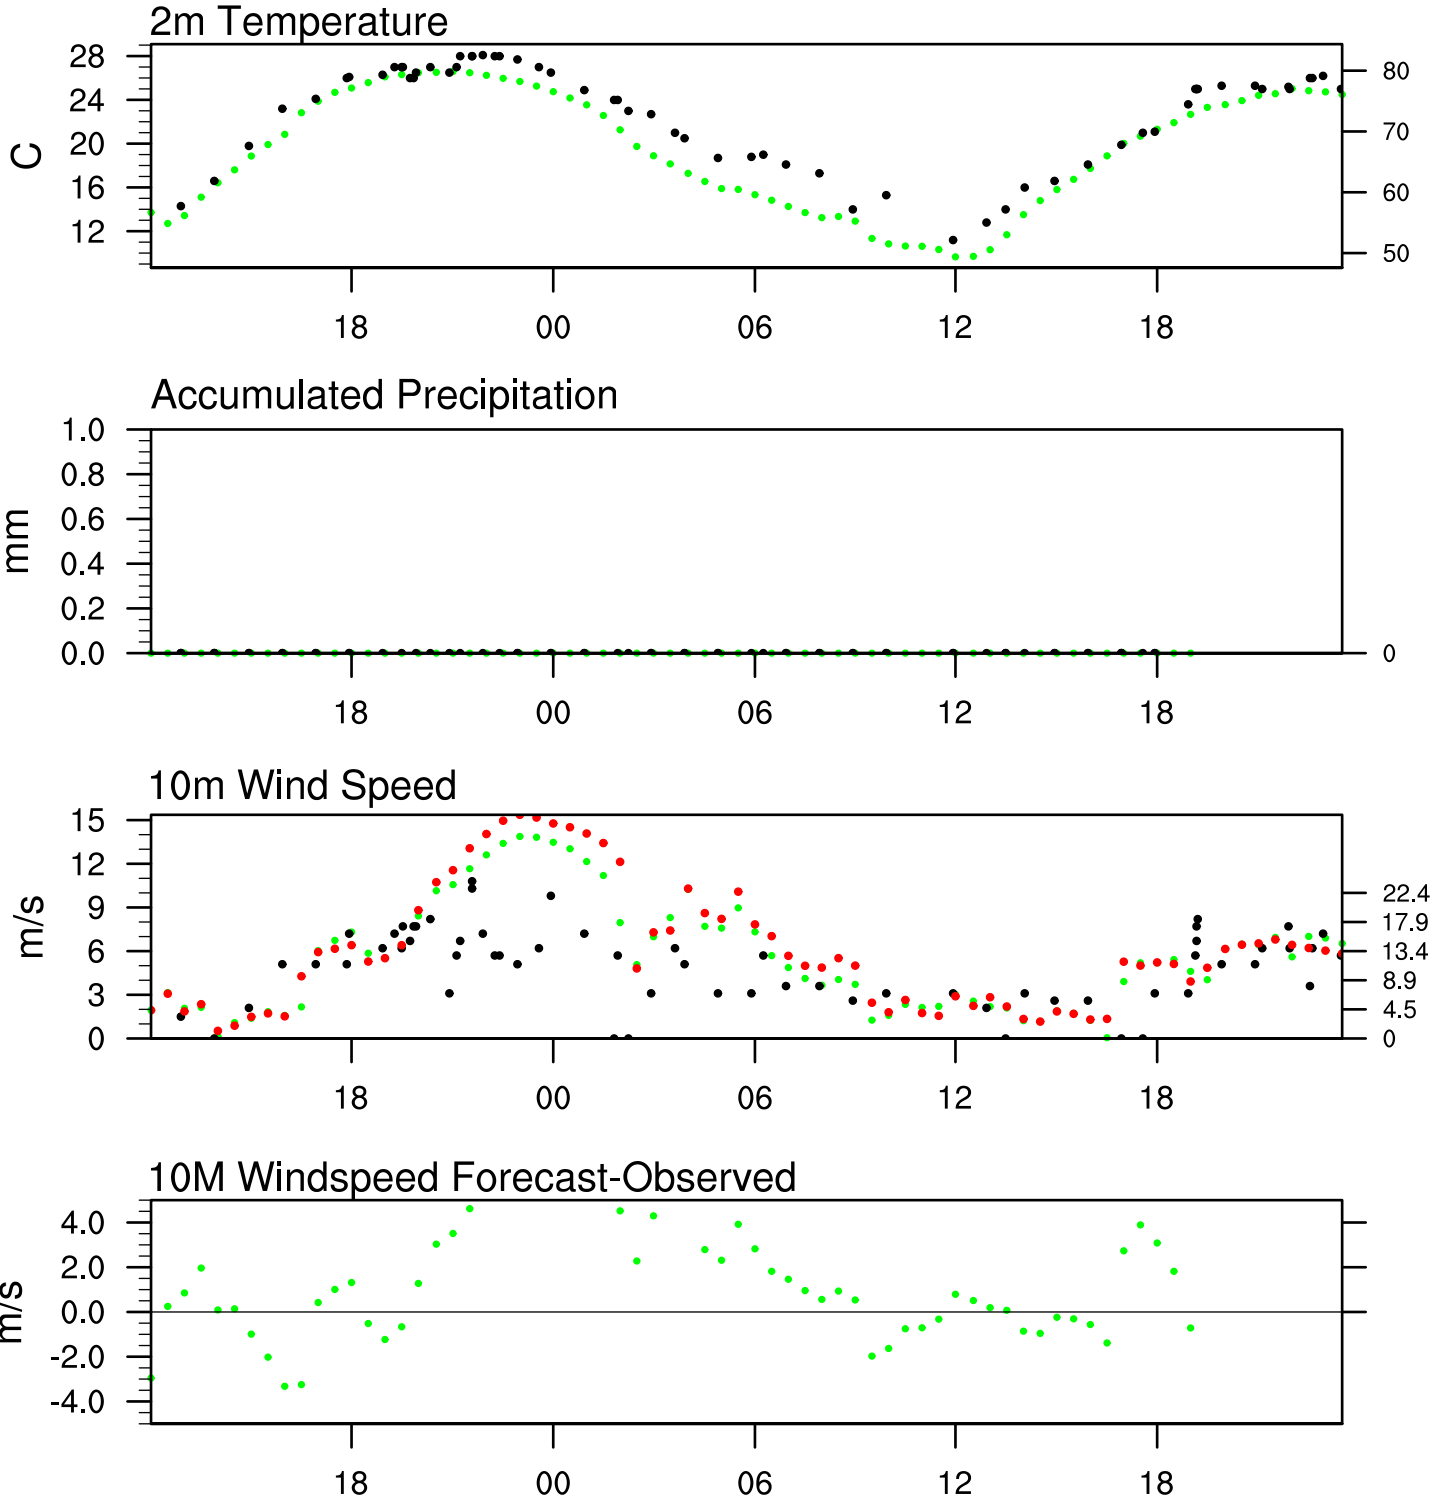 2m Temperature
28
24
20
16
12
C
80
70
60
50
18 00 06 12 18
Accumulated Precipitation
1.0
0.8
0.6
0.4
0.2
0.0
mm
0
18 00 06 12 18
10m Wind Speed
15
12
9
6
3
0
m/s
22.4
17.9
13.4
8.9
4.5
0
18 00 06 12 18
10M Windspeed Forecast-Observed
4.0
2.0
0.0
-2.0
-4.0
m/s
18 00 06 12 18